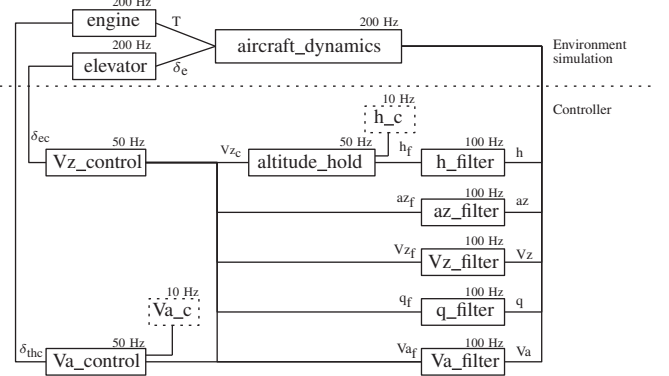 200 Hz
engine
T
200 Hz
aircraft_dynamics
200 Hz
elevator
δe
Environment
simulation
Controller
10 Hz
h_c
δec
50 Hz
Vz_control
Vzc
50 Hz
altitude_hold
hf
100 Hz
h_filter
h
azf
100 Hz
az_filter
az
Vzf
100 Hz
Vz_filter
Vz
10 Hz
Va_c
qf
100 Hz
q_filter
q
δthc
50 Hz
Va_control
Vaf
100 Hz
Va_filter
Va